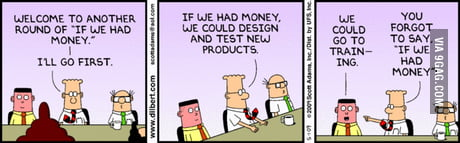 WELCOME TO ANOTHER
ROUND OF "IF WE HAD
MONEY."
I'LL GO FIRST.
www.dilbert.com
scottadams@aol.com
IF WE HAD MONEY,
WE COULD DESIGN
AND TEST NEW
PRODUCTS.
5-1-09
©2009 Scott Adams, Inc./Dist. by UFS, Inc.
WE
COULD
GO TO
TRAIN-
ING.
YOU
FORGOT
TO SAY,
"IF WE
HAD
MONEY"
VIA 9GAG.COM